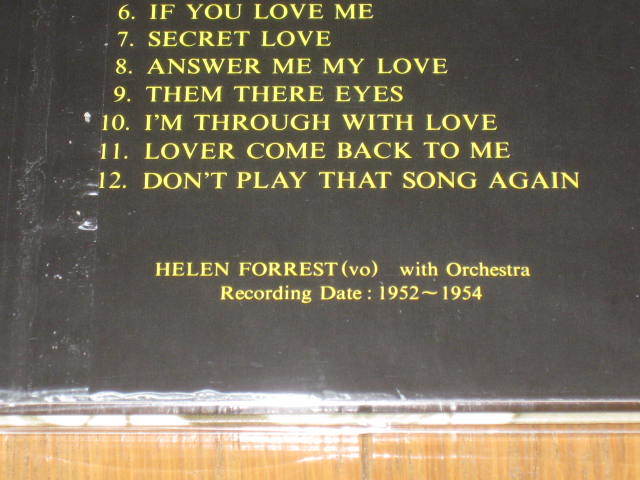 6. IF YOU LOVE ME
7. SECRET LOVE
8. ANSWER ME MY LOVE
9. THEM THERE EYES
10. I'M THROUGH WITH LOVE
11. LOVER COME BACK TO ME
12. DON'T PLAY THAT SONG AGAIN
HELEN FORREST(vo) with Orchestra
Recording Date : 1952~1954